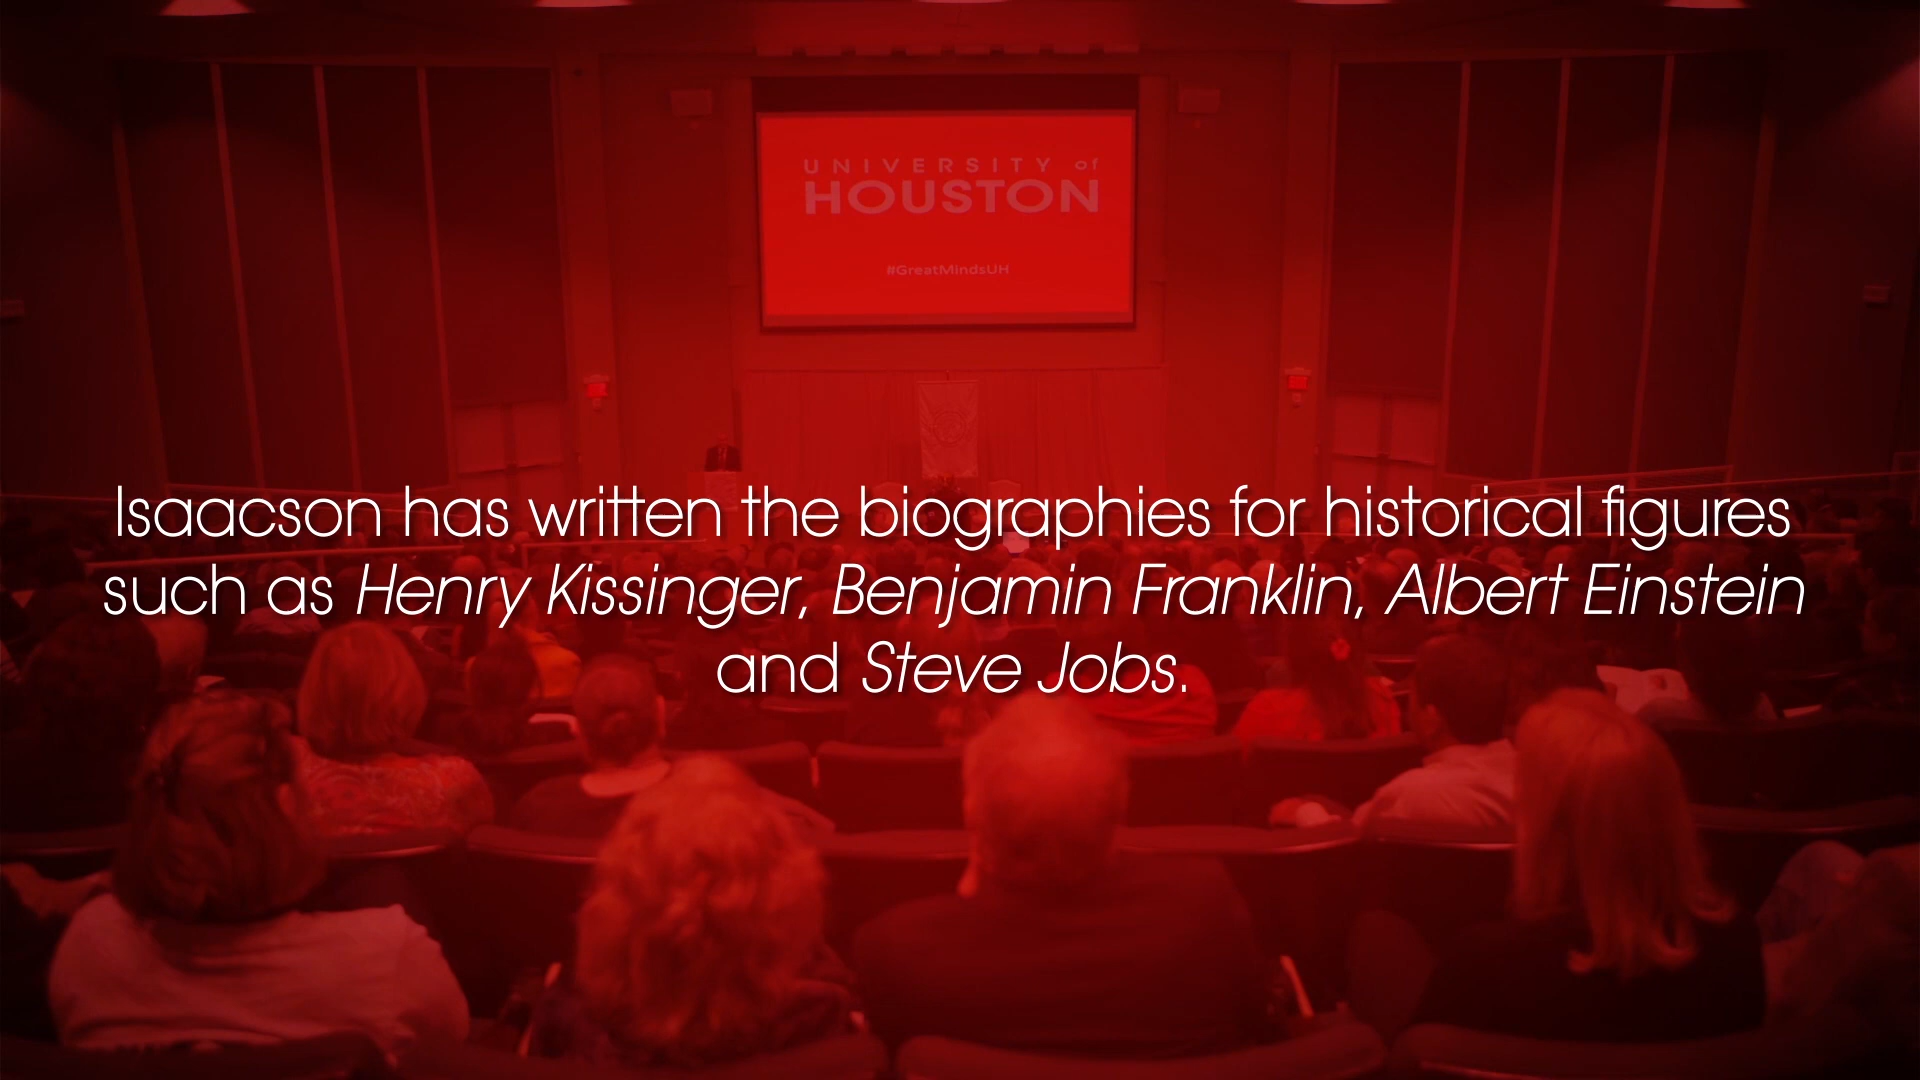 UNIVERSITY of
HOUSTON
#GreatMindsUH
Isaacson has written the biographies for historical figures
such as Henry Kissinger, Benjamin Franklin, Albert Einstein
and Steve Jobs.